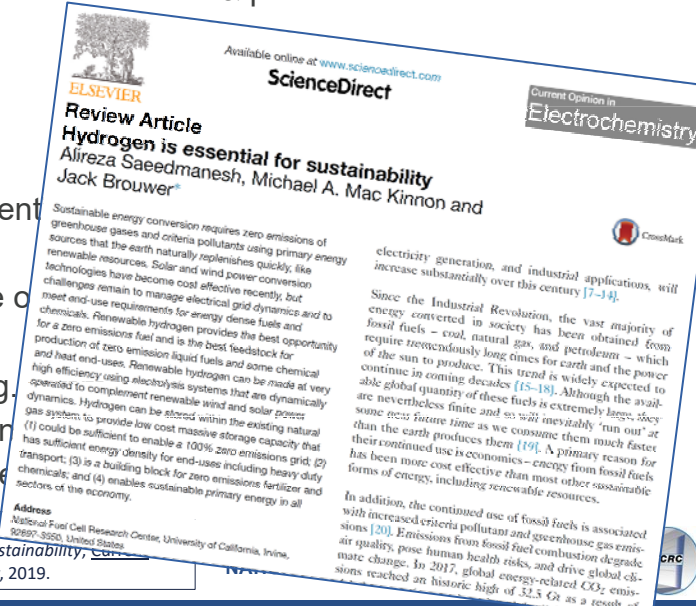 Available online at www.sciencedirect.com
ScienceDirect
ELSEVIER
Current Opinion in
Electrochemistry
Review Article
Hydrogen is essential for sustainability
Alireza Saeedmanesh, Michael A. Mac Kinnon and
Jack Brouwer*
CrossMark
Sustainable energy conversion requires zero emissions of
greenhouse gases and criteria pollutants using primary energy
sources that the earth naturally replenishes quickly, like
renewable resources. Solar and wind power conversion
technologies have become cost effective recently, but
challenges remain to manage electrical grid dynamics and to
meet end-use requirements for energy dense fuels and
chemicals. Renewable hydrogen provides the best opportunity
for a zero emissions fuel and is the best feedstock for
production of zero emission liquid fuels and some chemical
and heat end-uses. Renewable hydrogen can be made at very
high efficiency using electrolysis systems that are dynamically
operated to complement renewable wind and solar power
dynamics. Hydrogen can be stored within the existing natural
gas system to provide low cost massive storage capacity that
(1) could be sufficient to enable a 100% zero emissions grid; (2)
has sufficient energy density for end-uses including heavy duty
transport; (3) is a building block for zero emissions fertilizer and
chemicals; and (4) enables sustainable primary energy in all
sectors of the economy.
Address
National Fuel Cell Research Center, University of California, Irvine,
92697-3550, United States
electricity generation, and industrial applications, will
increase substantially over this century [7–14].
Since the Industrial Revolution, the vast majority of
energy converted in society has been obtained from
fossil fuels – coal, natural gas, and petroleum – which
require tremendously long times for earth and the power
of the sun to produce. This trend is widely expected to
continue in coming decades [15–18]. Although the avail-
able global quantity of these fuels is extremely large, they
are nevertheless finite and so will inevitably 'run out' at
some near future time as we consume them much faster
than the earth produces them [19]. A primary reason for
their continued use is economics – energy from fossil fuels
has been more cost effective than most other sustainable
forms of energy, including renewable resources.
In addition, the continued use of fossil fuels is associated
with increased criteria pollutant and greenhouse gas emis-
sions [20]. Emissions from fossil fuel combustion degrade
air quality, pose human health risks, and drive global cli-
mate change. In 2017, global energy-related CO₂ emis-
sions reached an historic high of 32.5 Gt as a result of
ent
g.
stainability,
, 2019.
CRC